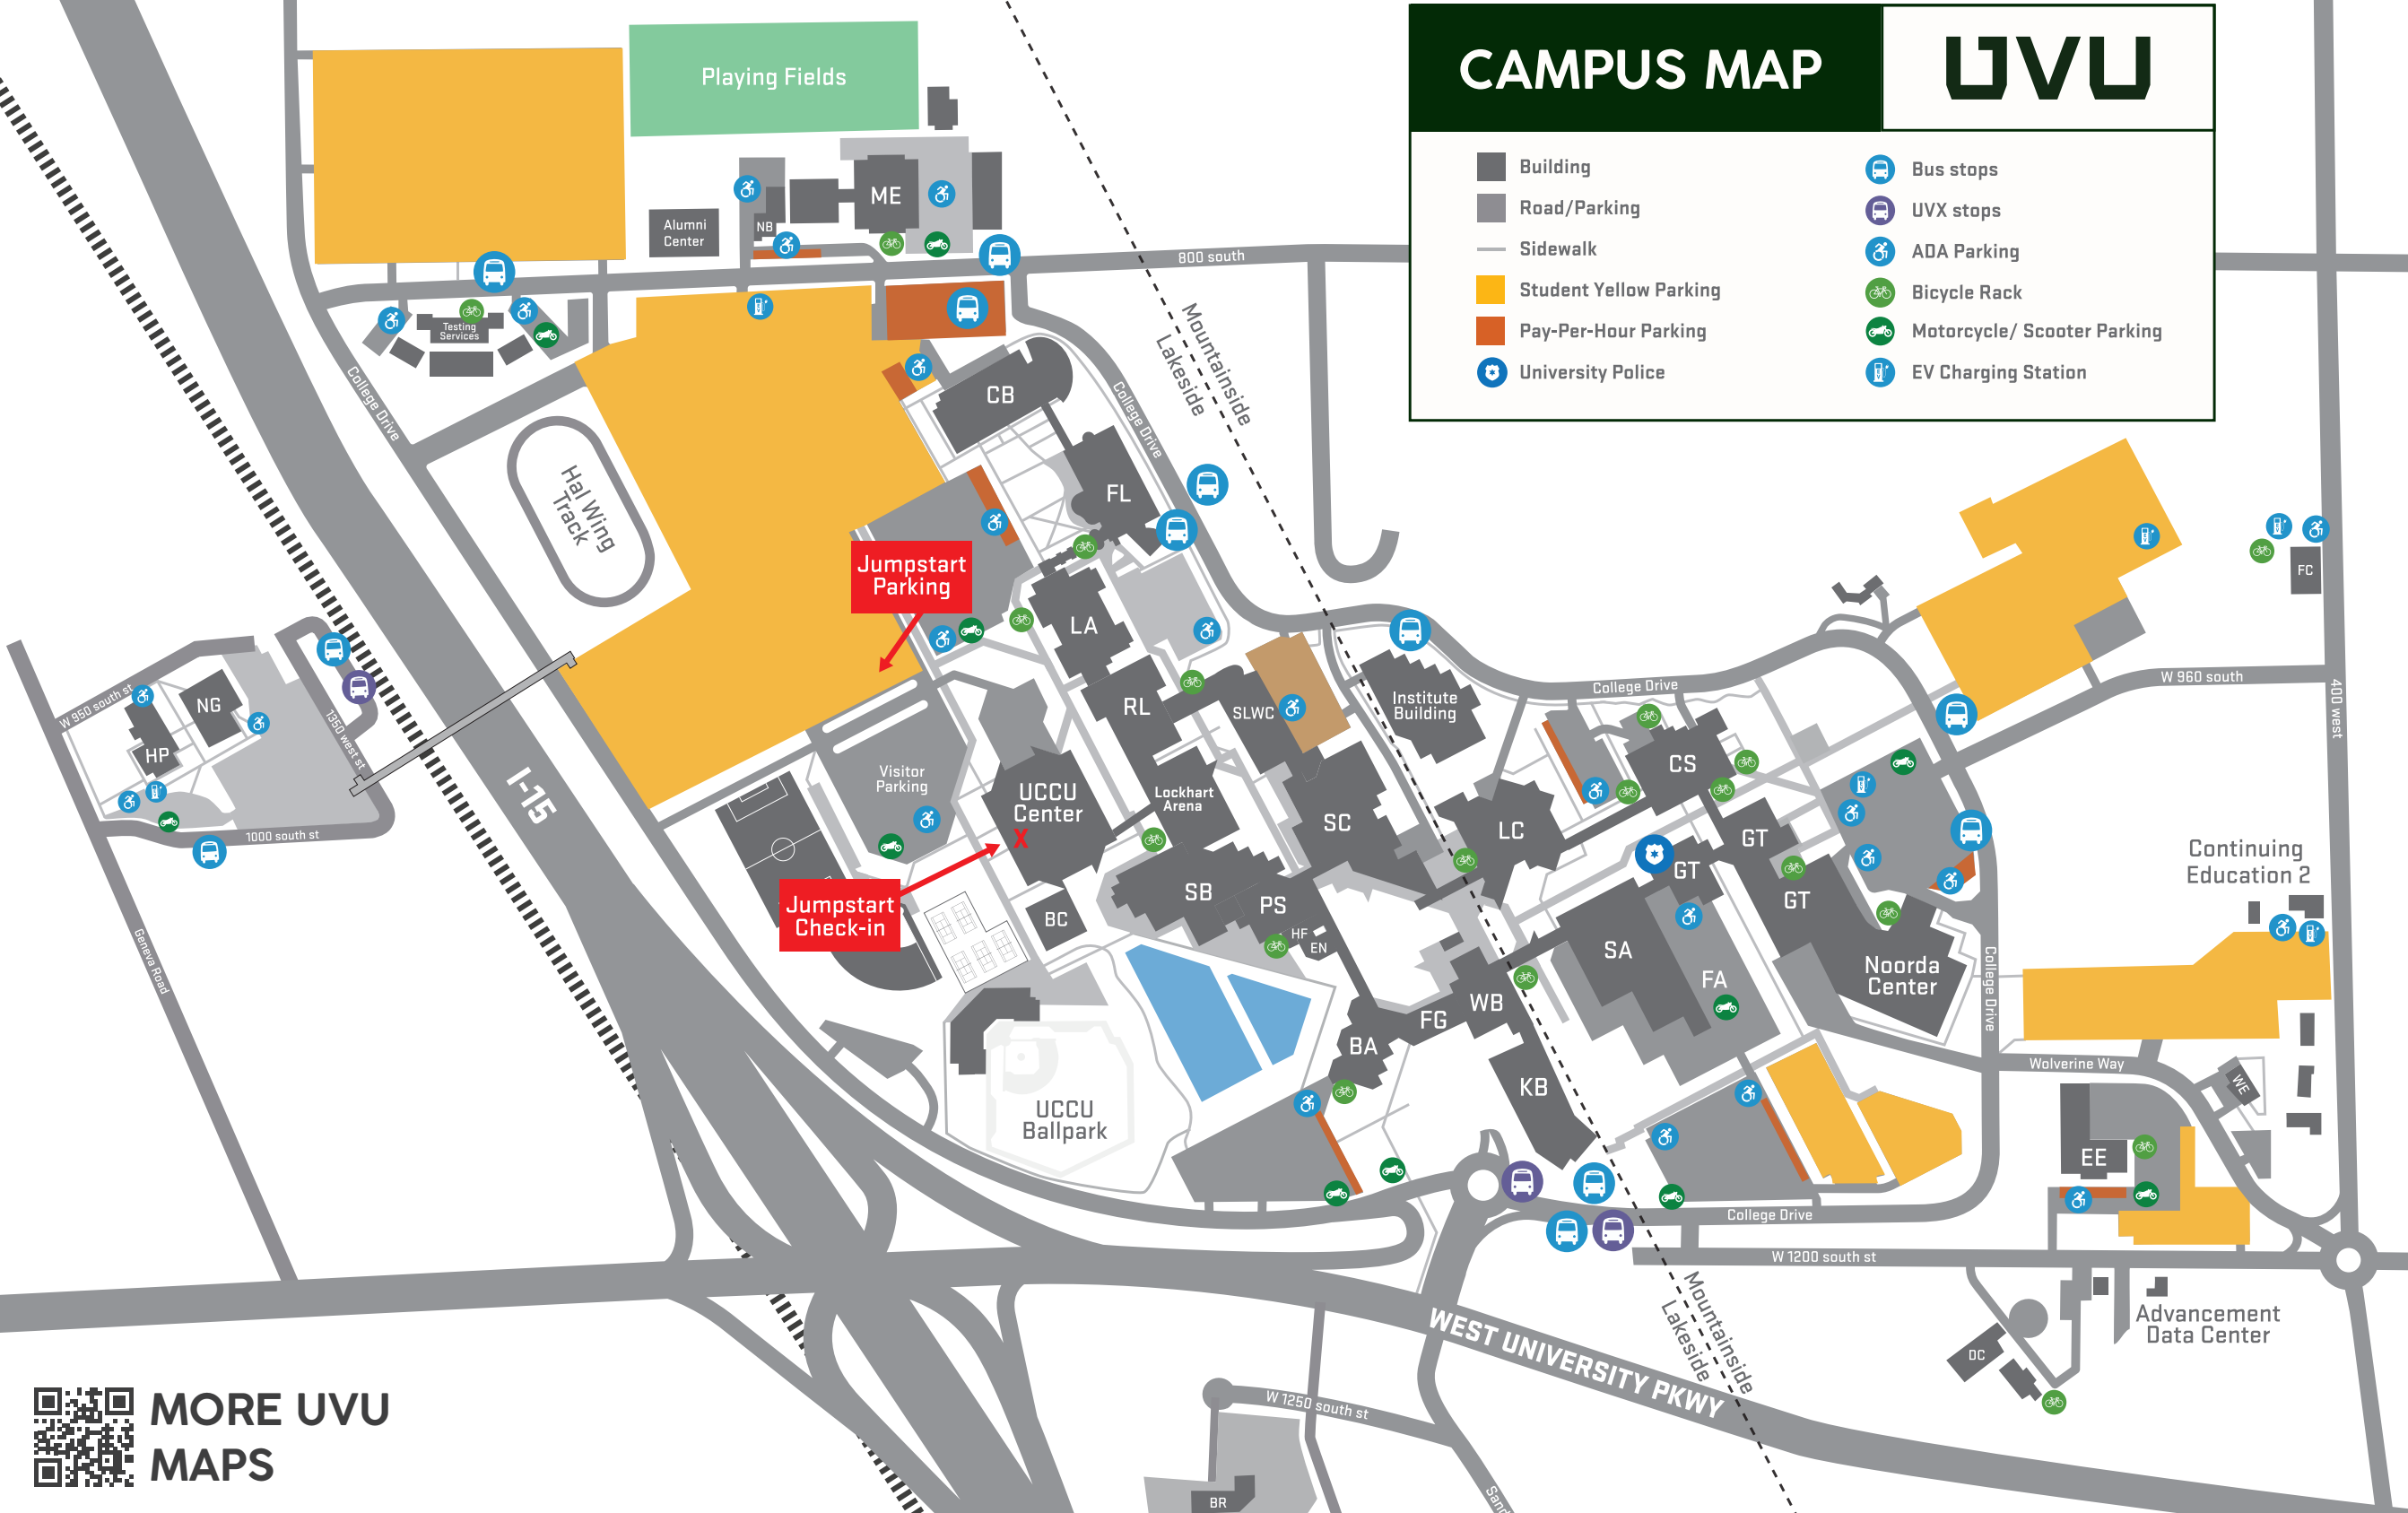 CAMPUS MAP
UVU
Building
Road/Parking
Sidewalk
Student Yellow Parking
Pay-Per-Hour Parking
University Police
Bus stops
UVX stops
ADA Parking
Bicycle Rack
Motorcycle/ Scooter Parking
EV Charging Station
Playing Fields
ME
Alumni
Center
NB
800 south
Testing
Services
College Drive
Hal Wing
Track
CB
College Drive
Mountainside
Lakeside
FL
Jumpstart
Parking
LA
RL
SLWC
Institute
Building
College Drive
W 960 south
400 west
FC
W 950 south st
NG
HP
1350 west st
1000 south st
I-15
Geneva Road
Visitor
Parking
UCCU
Center
X
Lockhart
Arena
SC
LC
CS
GT
GT
GT
Jumpstart
Check-in
BC
SB
PS
HF
EN
SA
FA
Noorda
Center
College Drive
Continuing
Education 2
WB
FG
BA
KB
UCCU
Ballpark
Wolverine Way
WE
EE
College Drive
W 1200 south st
Mountainside
Lakeside
Advancement
Data Center
DC
WEST UNIVERSITY PKWY
W 1250 south st
Sand
BR
MORE UVU
MAPS